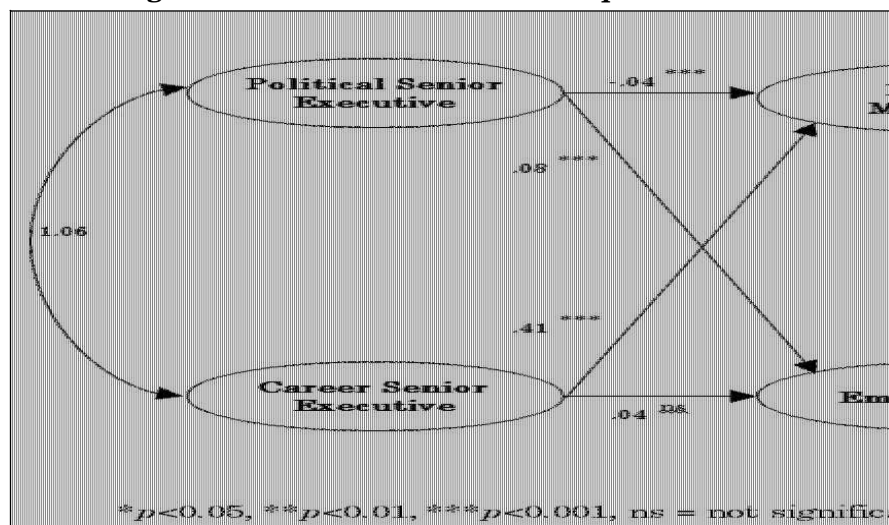 Political Senior
Executive
-.04 ***
M
.08 ***
1.06
.41 ***
Career Senior
Executive
.04 ns
Em
*p<0.05, **p<0.01, ***p<0.001, ns = not signific